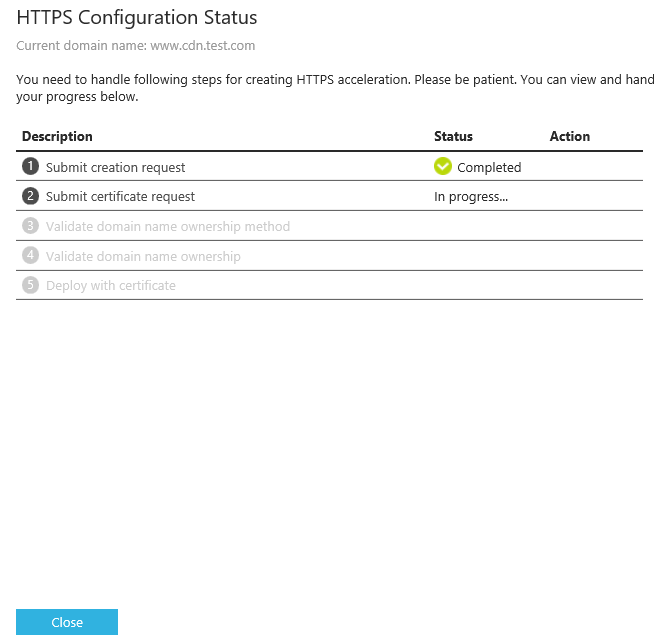 HTTPS Configuration Status
Current domain name: www.cdn.test.com
You need to handle following steps for creating HTTPS acceleration. Please be patient. You can view and hand
your progress below.
Description Status Action
1 Submit creation request Completed
2 Submit certificate request In progress...
3 Validate domain name ownership method
4 Validate domain name ownership
5 Deploy with certificate
Close